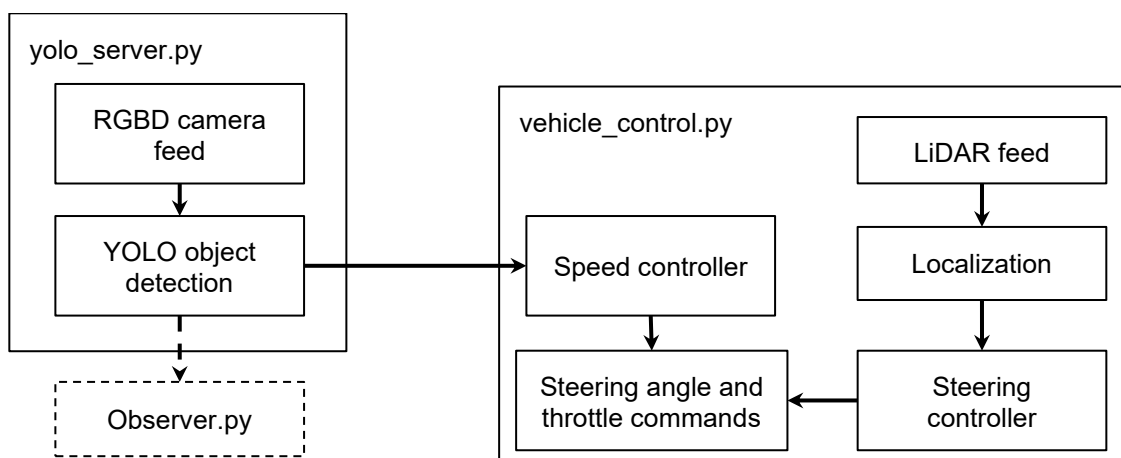 yolo_server.py
RGBD camera
feed
YOLO object
detection
Observer.py
vehicle_control.py
LiDAR feed
Speed controller
Localization
Steering angle and
throttle commands
Steering
controller